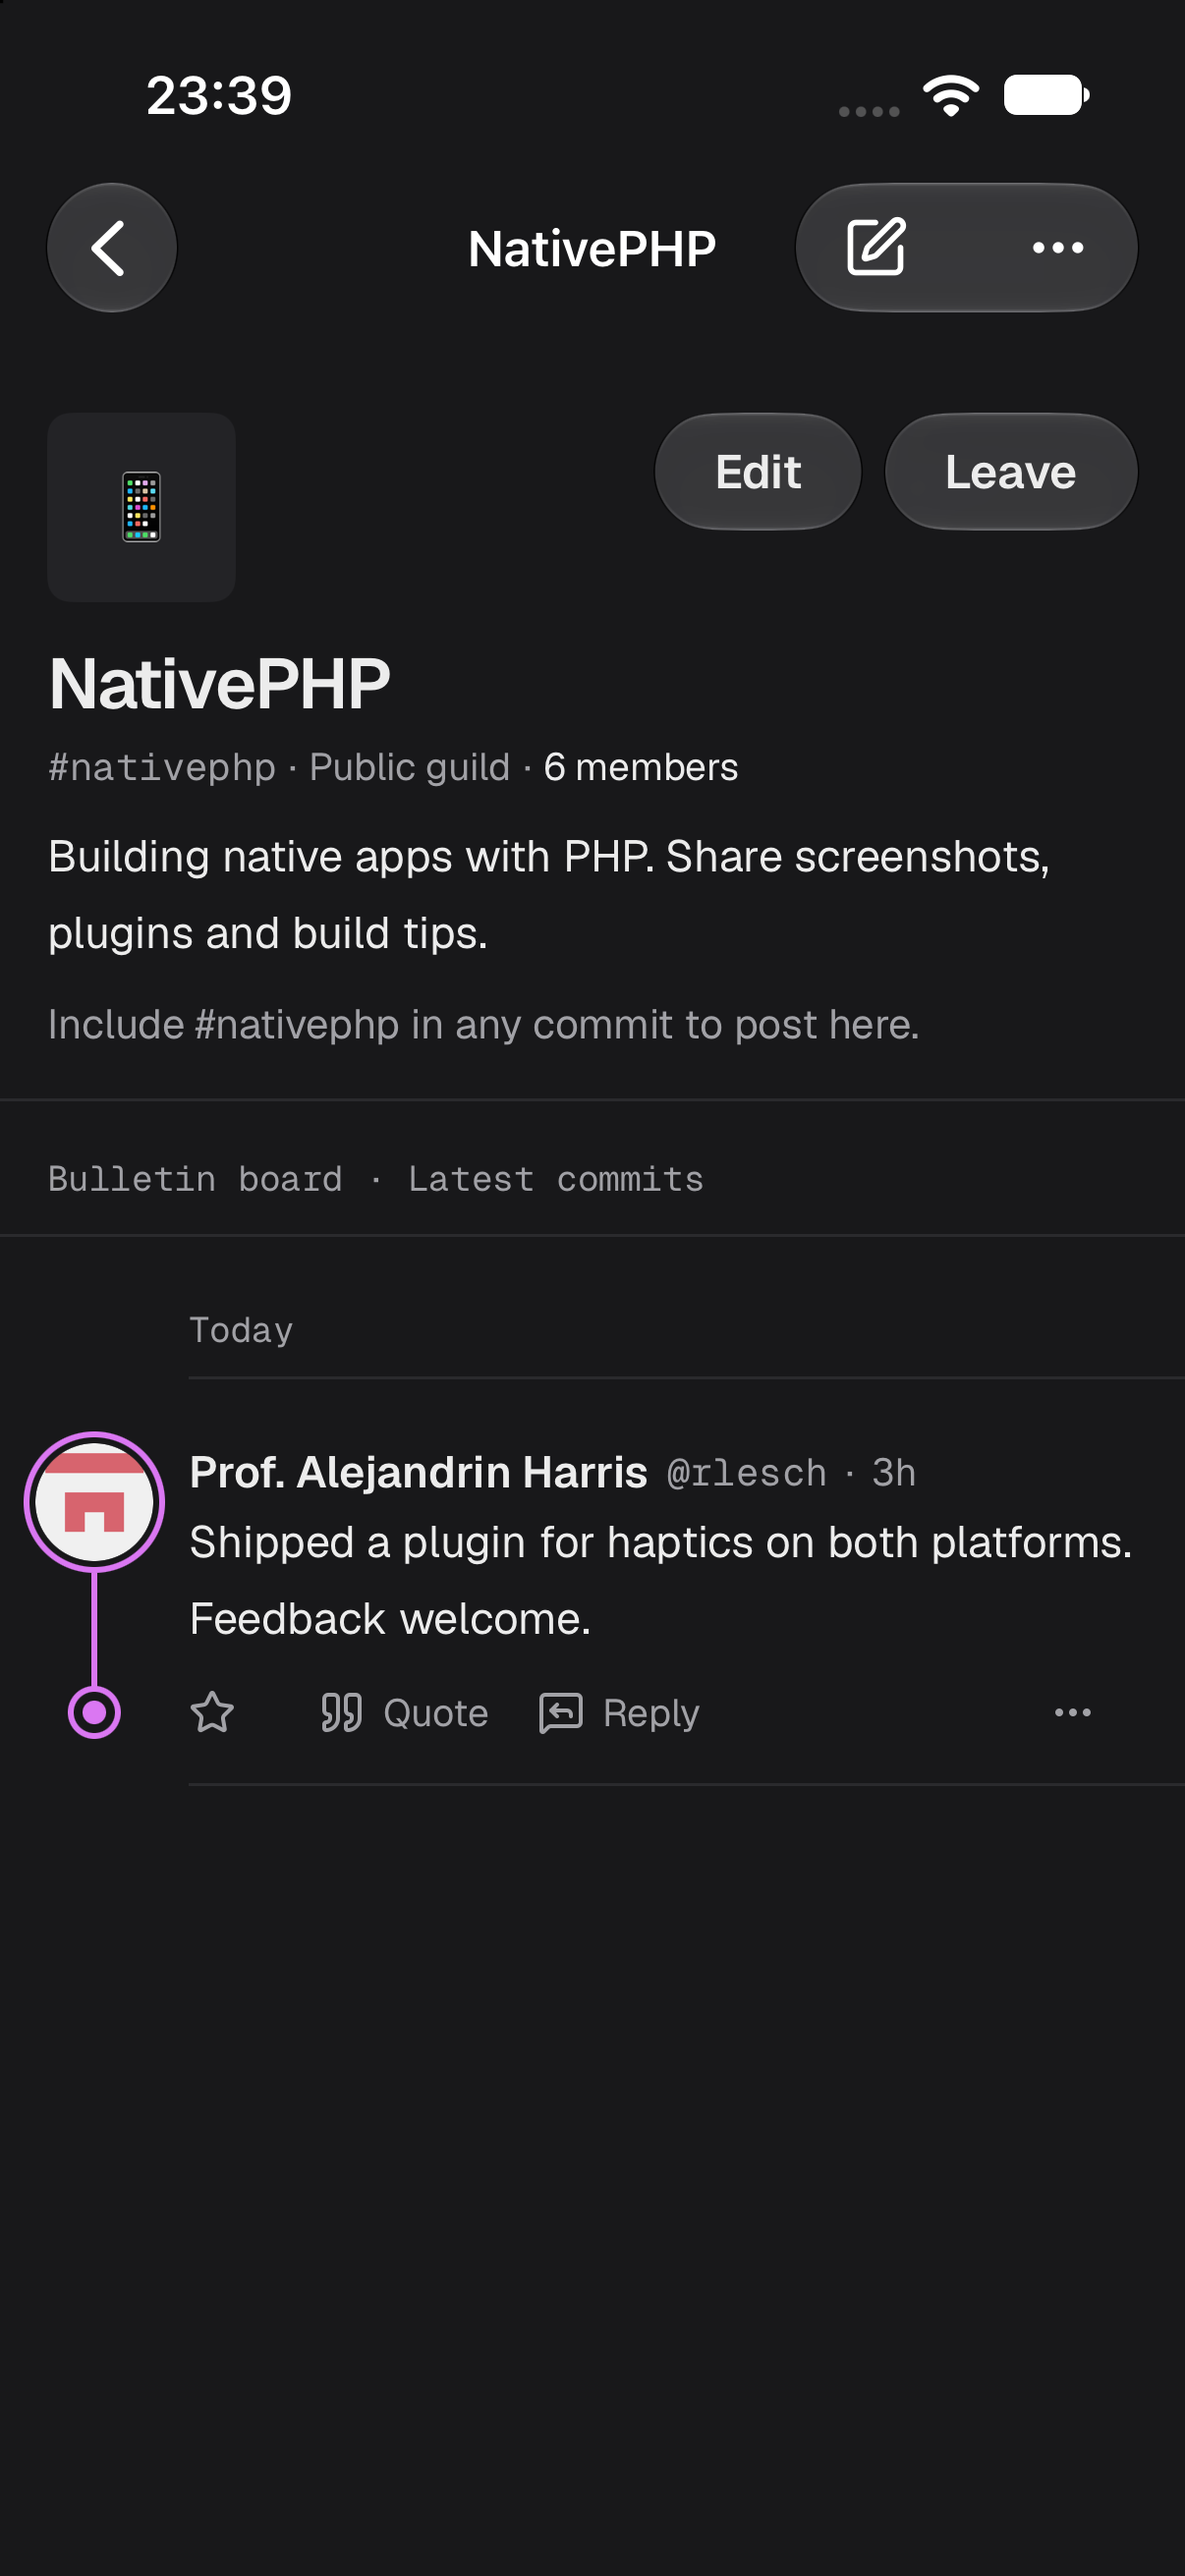 23:39
NativePHP
Edit
Leave
NativePHP
#nativephp · Public guild · 6 members
Building native apps with PHP. Share screenshots,
plugins and build tips.
Include #nativephp in any commit to post here.
Bulletin board · Latest commits
Today
Prof. Alejandrin Harris @rlesch · 3h
Shipped a plugin for haptics on both platforms.
Feedback welcome.
Quote
Reply